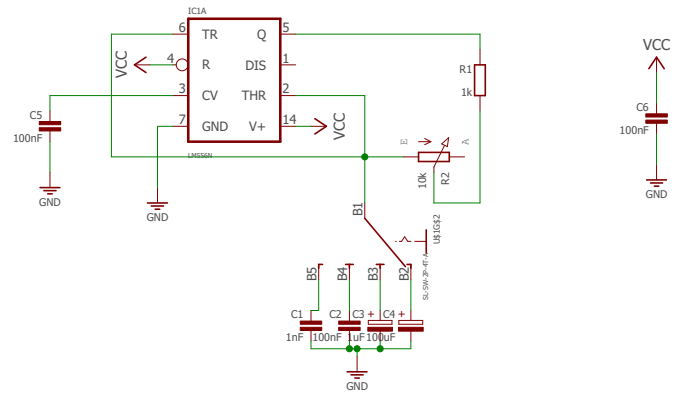 IC1A
6 TR Q 5
VCC 4 R DIS 1
3 CV THR 2
7 GND V+ 14 VCC
LM556N
C5
100nF
GND
GND
R1
1k
E A
10k
R2
VCC
C6
100nF
GND
B1
U$1G$2
SL-SW-2P-4T-A
B5 B4 B3 B2
C1 C2 C3 + C4 +
1nF 100nF 1uF 100uF
GND